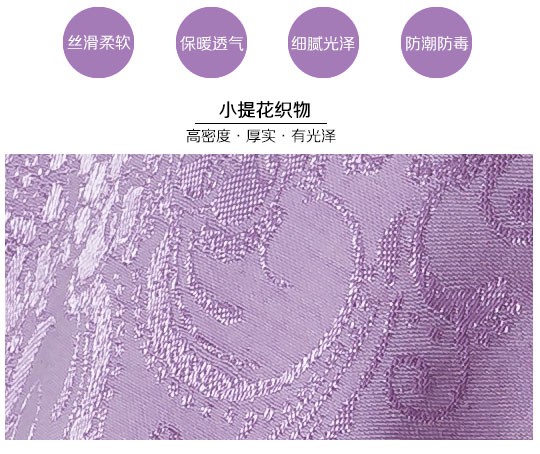 丝滑柔软
保暖透气
细腻光泽
防潮防毒
小提花织物
高密度·厚实·有光泽